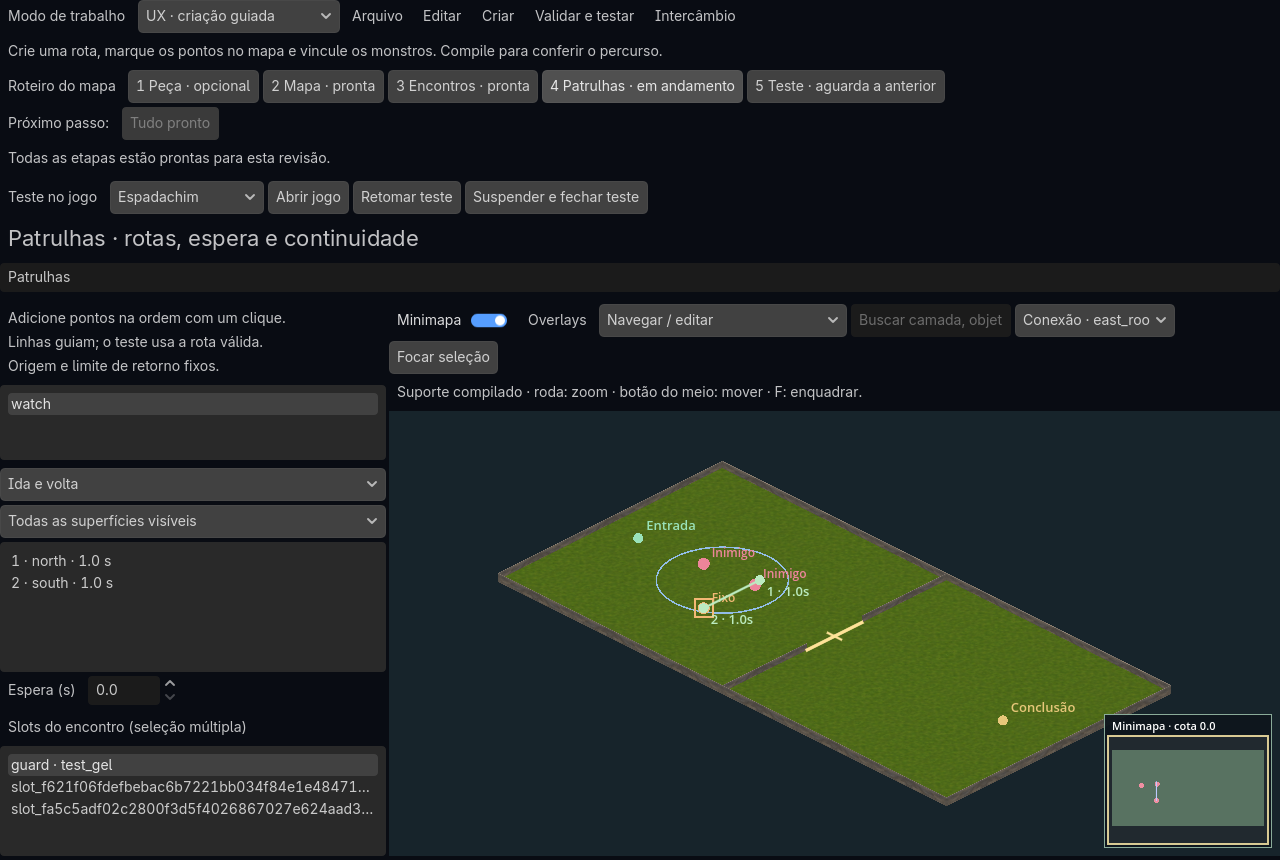 Modo de trabalho UX · criação guiada Arquivo Editar Criar Validar e testar Intercâmbio
Crie uma rota, marque os pontos no mapa e vincule os monstros. Compile para conferir o percurso.
Roteiro do mapa 1 Peça · opcional 2 Mapa · pronta 3 Encontros · pronta 4 Patrulhas · em andamento 5 Teste · aguarda a anterior
Próximo passo: Tudo pronto
Todas as etapas estão prontas para esta revisão.
Teste no jogo Espadachim Abrir jogo Retomar teste Suspender e fechar teste
Patrulhas · rotas, espera e continuidade
Patrulhas
Adicione pontos na ordem com um clique.
Linhas guiam; o teste usa a rota válida.
Origem e limite de retorno fixos.
watch
Ida e volta
Todas as superfícies visíveis
1 · north · 1.0 s
2 · south · 1.0 s
Espera (s) 0.0
Slots do encontro (seleção múltipla)
guard · test_gel
slot_f621f06fdefbebac6b7221bb034f84e1e48471...
slot_fa5c5adf02c2800f3d5f4026867027e624aad3...
Minimapa Overlays Navegar / editar Buscar camada, objet Conexão · east_roo
Focar seleção
Suporte compilado · roda: zoom · botão do meio: mover · F: enquadrar.
Entrada
Inimigo
Inimigo
1 · 1.0s
Fixo
2 · 1.0s
Conclusão
Minimapa · cota 0.0